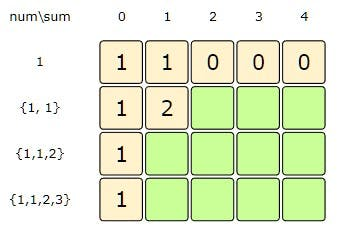 num\sum 0 1 2 3 4
1 1 1 0 0 0
{1, 1} 1 2
{1,1,2} 1
{1,1,2,3} 1